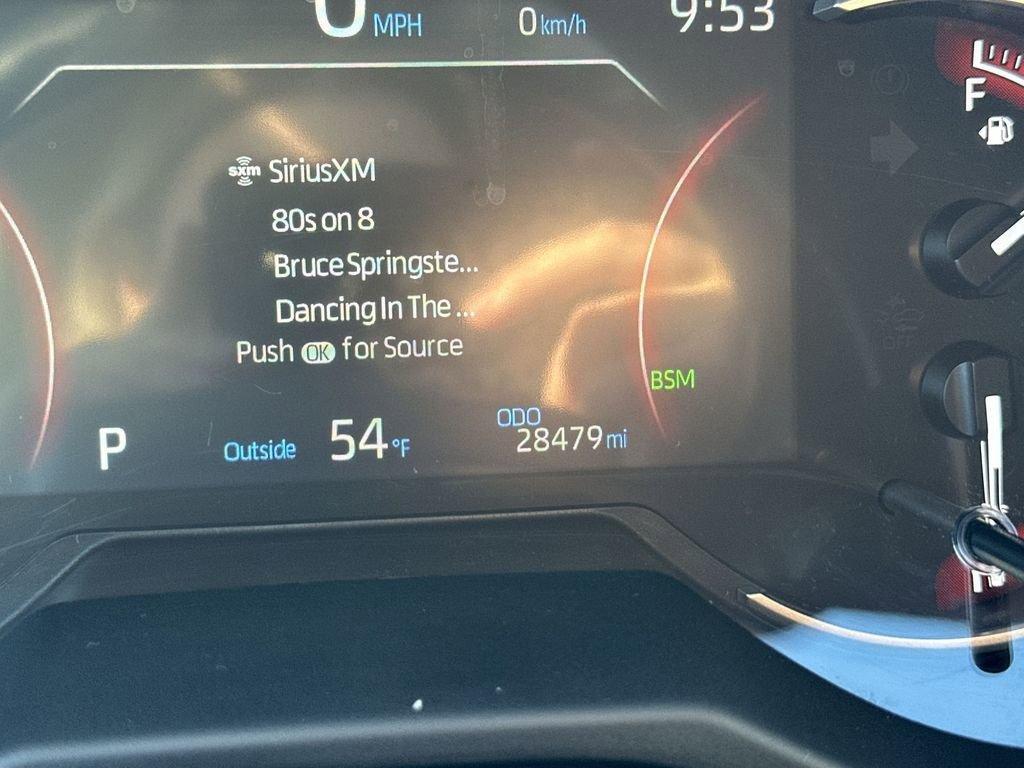 0 MPH 0 km/h 9:53
F
sxm SiriusXM
80s on 8
Bruce Springste...
Dancing In The ...
Push OK for Source
BSM
ODO
P Outside 54 °F 28479 mi
H